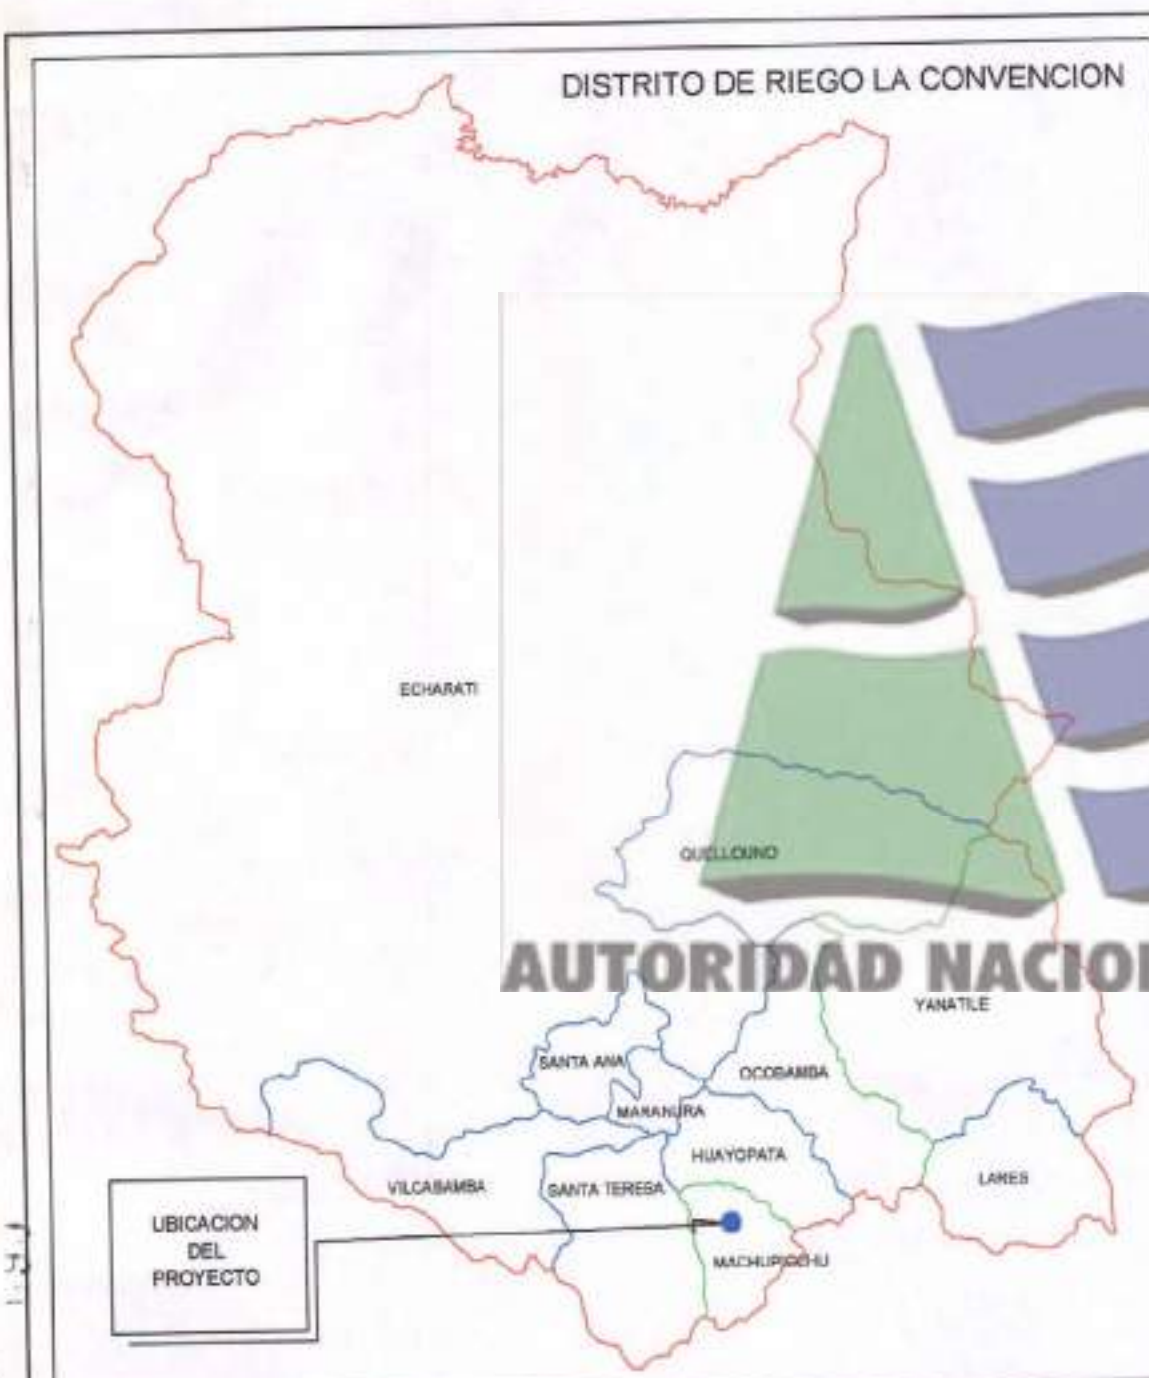 DISTRITO DE RIEGO LA CONVENCION
ECHARATI
QUELLOUNO
AUTORIDAD NACIO
YANATILE
SANTA ANA
OCOBAMBA
MARANURA
HUAYOPATA
LARES
VILCABAMBA
SANTA TERESA
UBICACION
DEL
PROYECTO
MACHUPICCHU